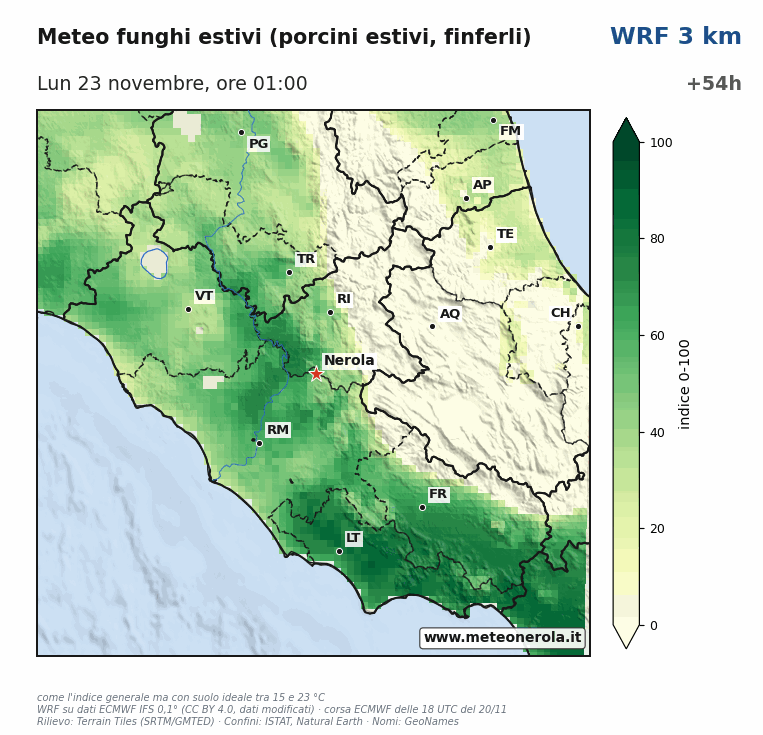 Meteo funghi estivi (porcini estivi, finferli)
WRF 3 km
Lun 23 novembre, ore 01:00
+54h
FM
PG
AP
TE
TR
VT
RI
AQ
CH
Nerola
RM
FR
LT
www.meteonerola.it
100
80
60
40
20
0
indice 0-100
come l'indice generale ma con suolo ideale tra 15 e 23 °C
WRF su dati ECMWF IFS 0,1° (CC BY 4.0, dati modificati) · corsa ECMWF delle 18 UTC del 20/11
Rilievo: Terrain Tiles (SRTM/GMTED) · Confini: ISTAT, Natural Earth · Nomi: GeoNames